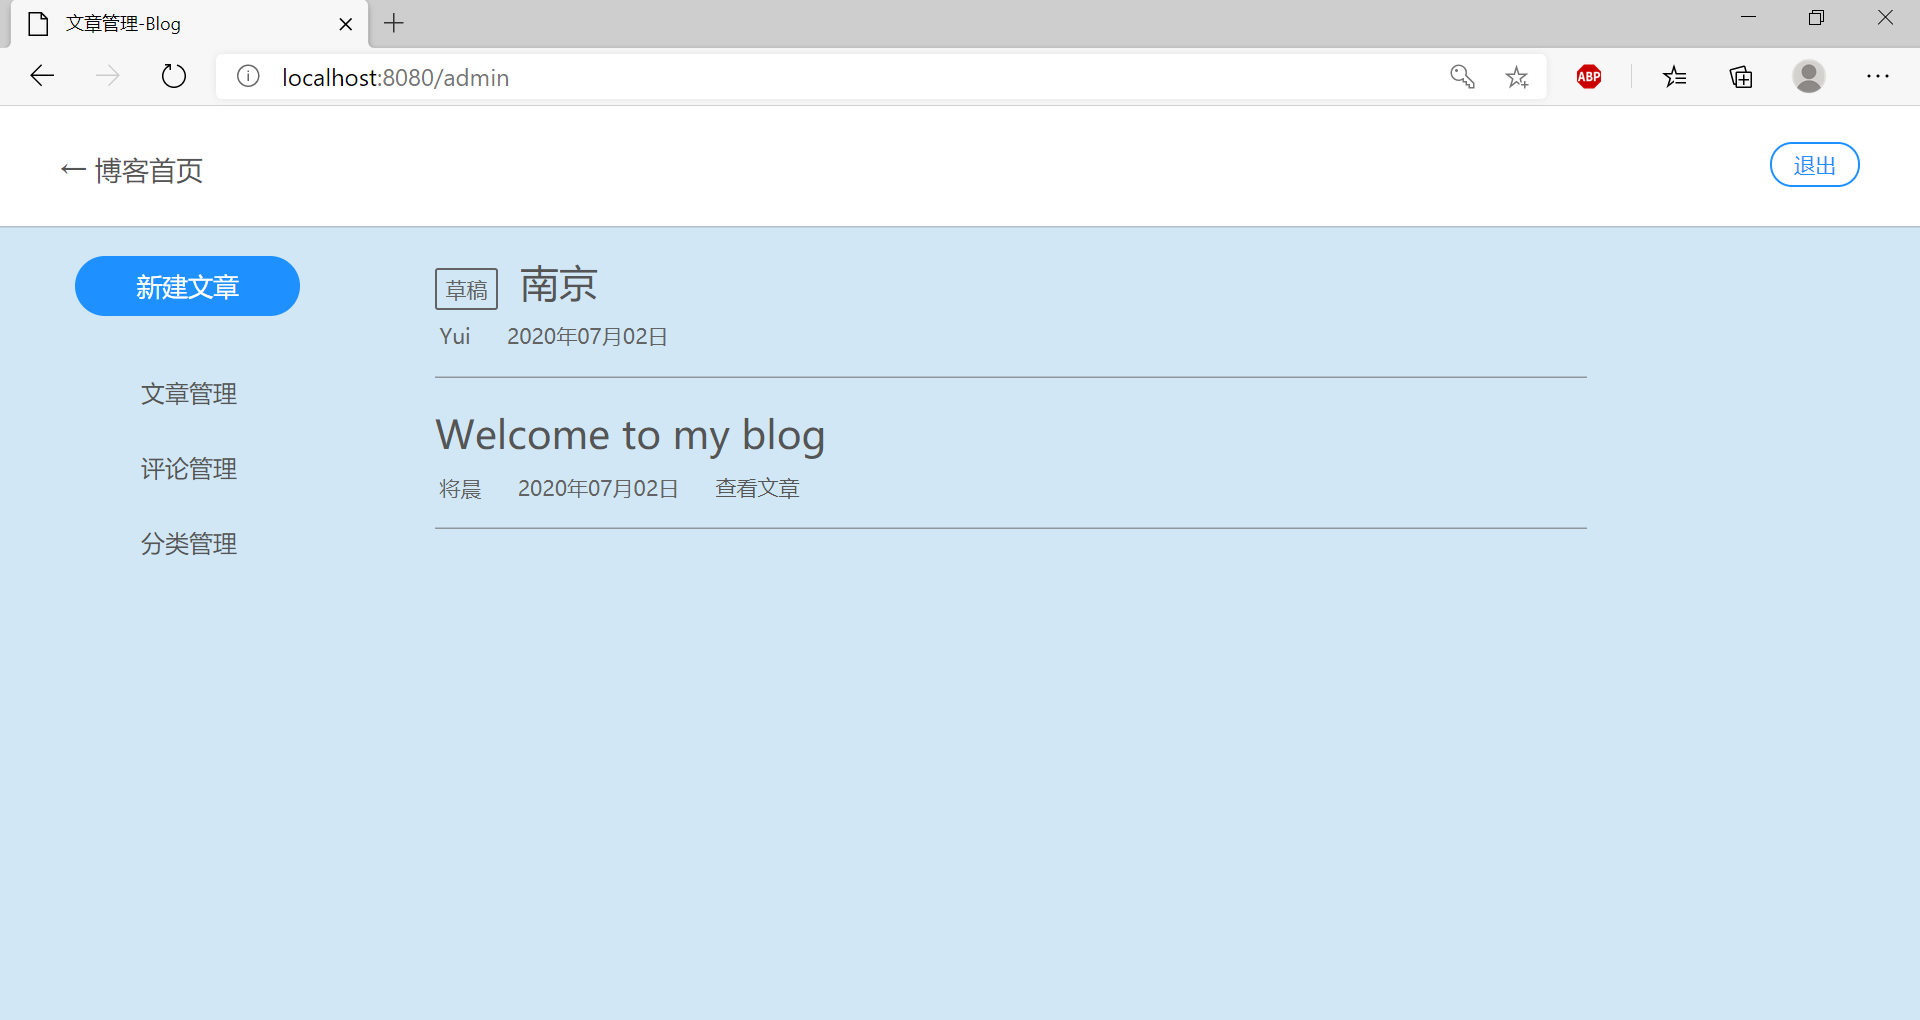 文章管理-Blog
localhost:8080/admin
ABP
← 博客首页
退出
新建文章
文章管理
评论管理
分类管理
草稿 南京
Yui 2020年07月02日
Welcome to my blog
将晨 2020年07月02日 查看文章